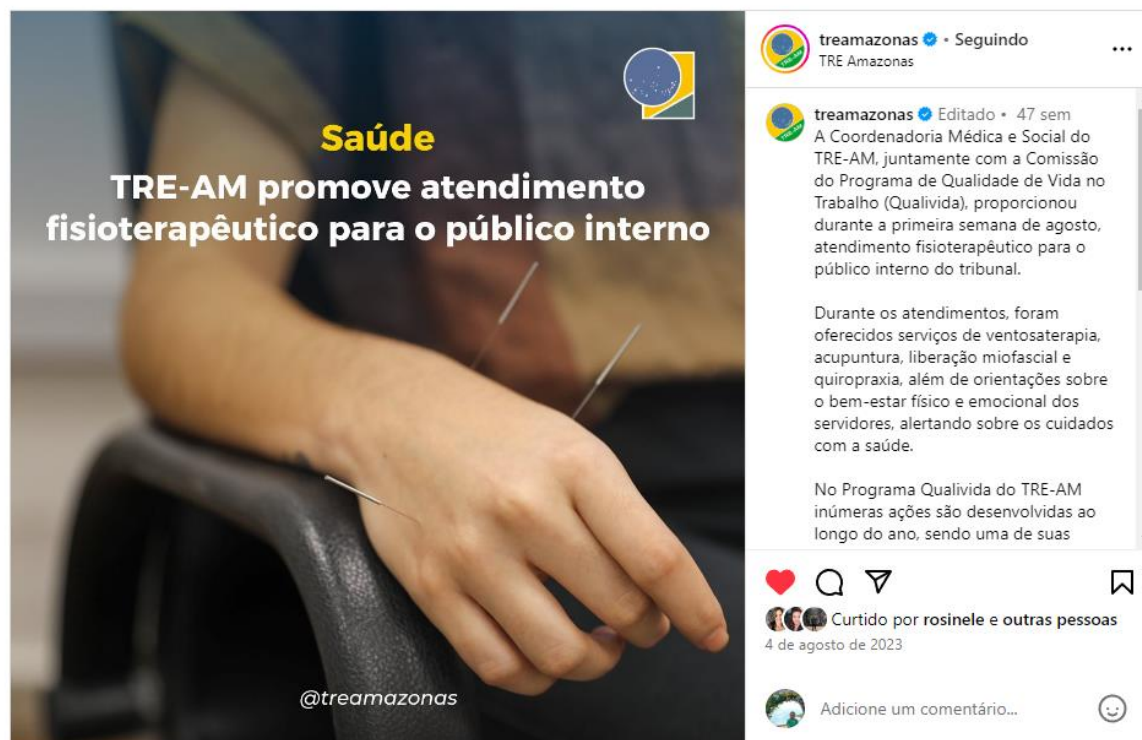 Saúde
TRE-AM promove atendimento
fisioterapêutico para o público interno
@treamazonas
treamazonas • Seguindo
TRE Amazonas
treamazonas Editado • 47 sem
A Coordenadoria Médica e Social do
TRE-AM, juntamente com a Comissão
do Programa de Qualidade de Vida no
Trabalho (Qualivida), proporcionou
durante a primeira semana de agosto,
atendimento fisioterapêutico para o
público interno do tribunal.
Durante os atendimentos, foram
oferecidos serviços de ventosaterapia,
acupuntura, liberação miofascial e
quiropraxia, além de orientações sobre
o bem-estar físico e emocional dos
servidores, alertando sobre os cuidados
com a saúde.
No Programa Qualivida do TRE-AM
inúmeras ações são desenvolvidas ao
longo do ano, sendo uma de suas
Curtido por rosinele e outras pessoas
4 de agosto de 2023
Adicione um comentário...